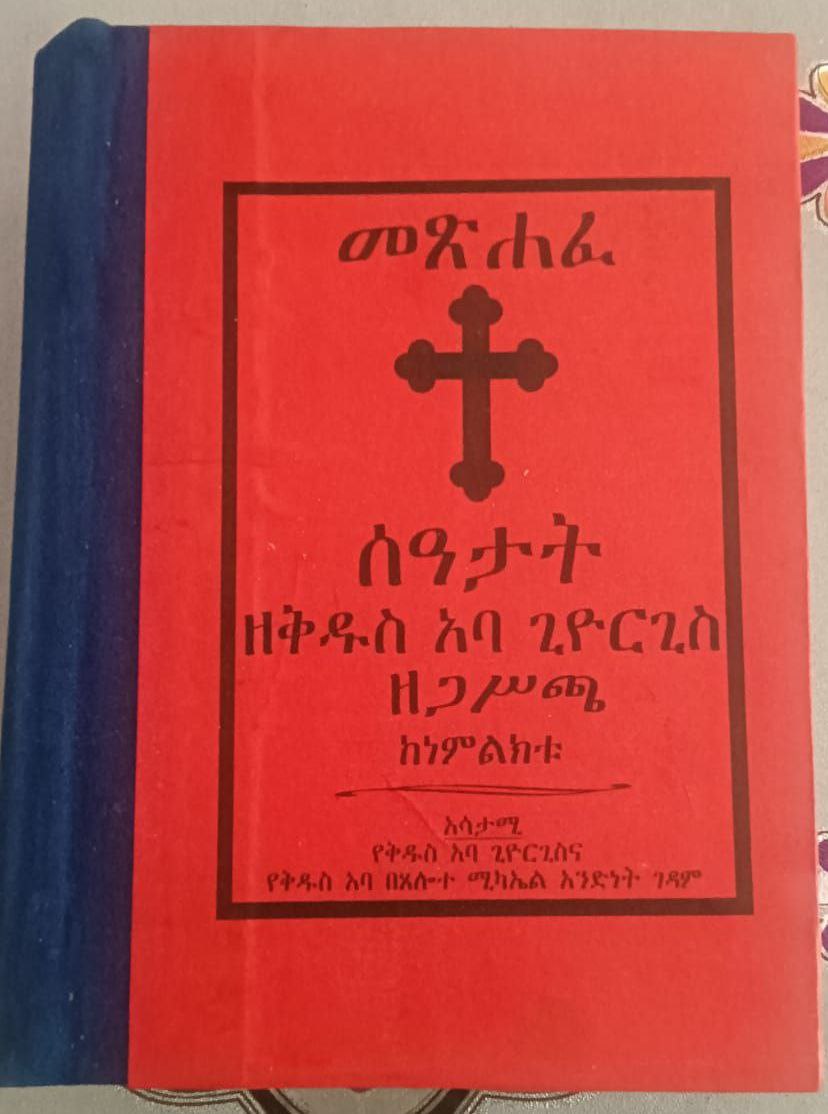 መጽሐፈ
ሰዓታት
ዘቅዱስ አባ ጊዮርጊስ
ዘጋሥጫ
ከነምልክቱ
አሳታሚ
የቅዱስ አባ ጊዮርጊስና
የቅዱስ አባ በጸሎተ ሚካኤል አንድነት ገዳም